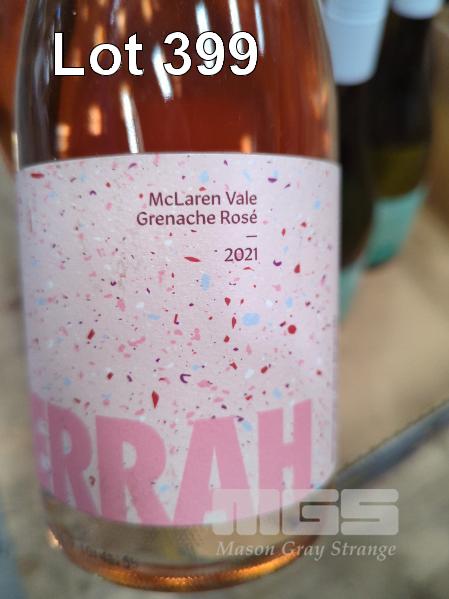 Lot 399
McLaren Vale
Grenache Rosé
–
2021
ERRAH
MGS
Mason Gray Strange